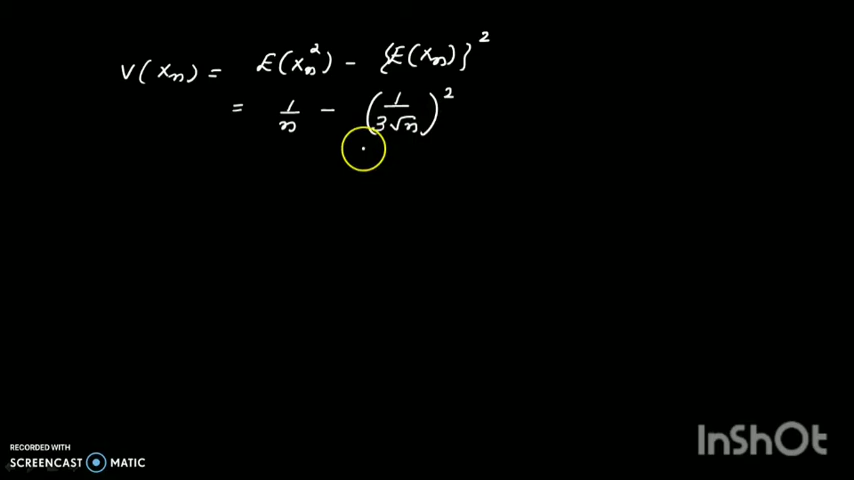 V(Xn) = E(Xn²) - {E(Xn)}²
= 1/n - (1/3√n)²
InShOt
RECORDED WITH
SCREENCAST MATIC